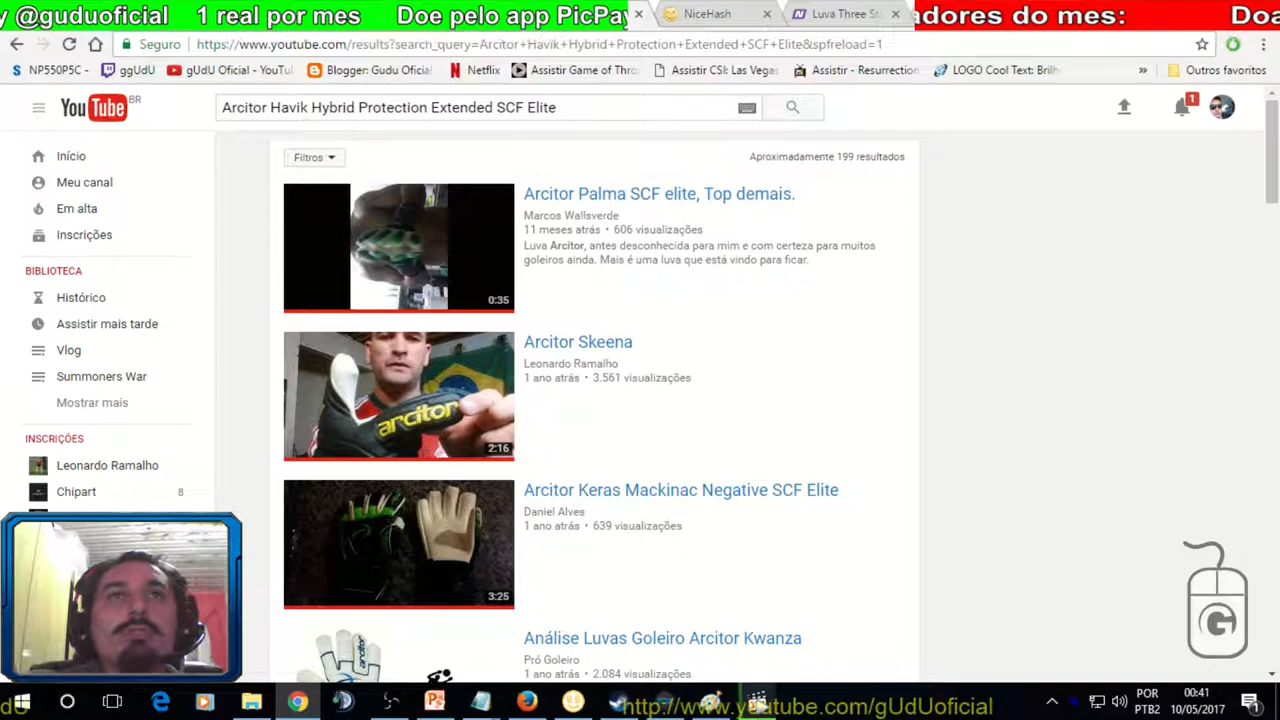 y @guduoficial 1 real por mes Doe pelo app PicPay adores do mes: Doa
NiceHash Luva Three St
Seguro https://www.youtube.com/results?search_query=Arcitor+Havik+Hybrid+Protection+Extended+SCF+Elite&spfreload=1
NP550P5C- ggUdU gUdU Oficial - YouTu Blogger: Gudu Oficial Netflix Assistir Game of Thro Assistir CSI: Las Vegas Assistir - Resurrection LOGO Cool Text: Brilh » Outros favoritos
YouTube BR Arcitor Havik Hybrid Protection Extended SCF Elite 1
Filtros Aproximadamente 199 resultados
Início
Meu canal
Em alta
Inscrições
BIBLIOTECA
Histórico
Assistir mais tarde
Vlog
Summoners War
Mostrar mais
INSCRIÇÕES
Leonardo Ramalho
Chipart 8
Arcitor Palma SCF elite, Top demais.
Marcos Wallsverde
11 meses atrás • 606 visualizações
Luva Arcitor, antes desconhecida para mim e com certeza para muitos
goleiros ainda. Mais é uma luva que está vindo para ficar.
0:35
Arcitor Skeena
Leonardo Ramalho
1 ano atrás • 3.561 visualizações
arcitor
2:16
Arcitor Keras Mackinac Negative SCF Elite
Daniel Alves
1 ano atrás • 639 visualizações
3:25
Análise Luvas Goleiro Arcitor Kwanza
Pró Goleiro
1 ano atrás • 2.084 visualizações
G
UdU http://www.youtube.com/gUdUoficial
POR 00:41
PTB2 10/05/2017 1